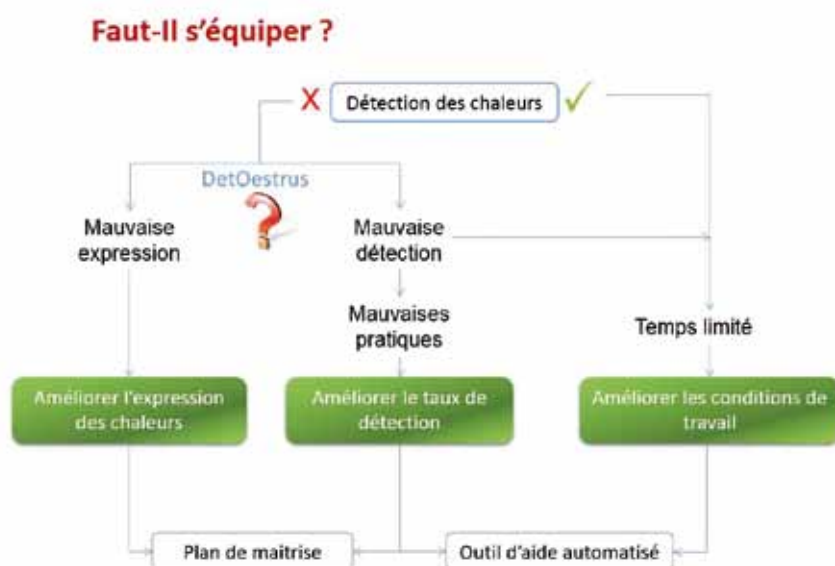 Faut-Il s'équiper ?
X Détection des chaleurs ✓
DetOestrus
?
Mauvaise
expression
Mauvaise
détection
Mauvaises
pratiques
Temps limité
Améliorer l'expression
des chaleurs
Améliorer le taux de
détection
Améliorer les conditions de
travail
Plan de maitrise
Outil d'aide automatisé